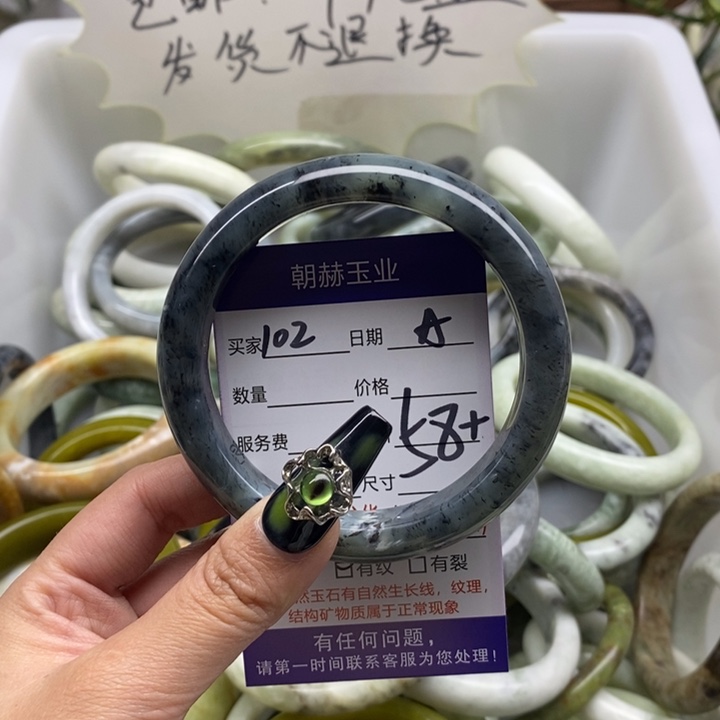 发货不退换
朝赫玉业
买家102 日期 A
数量 价格
服务费
58+
尺寸
有纹 有裂
然玉石有自然生长线，纹理，
结构矿物质属于正常现象
有任何问题，
请第一时间联系客服为您处理！